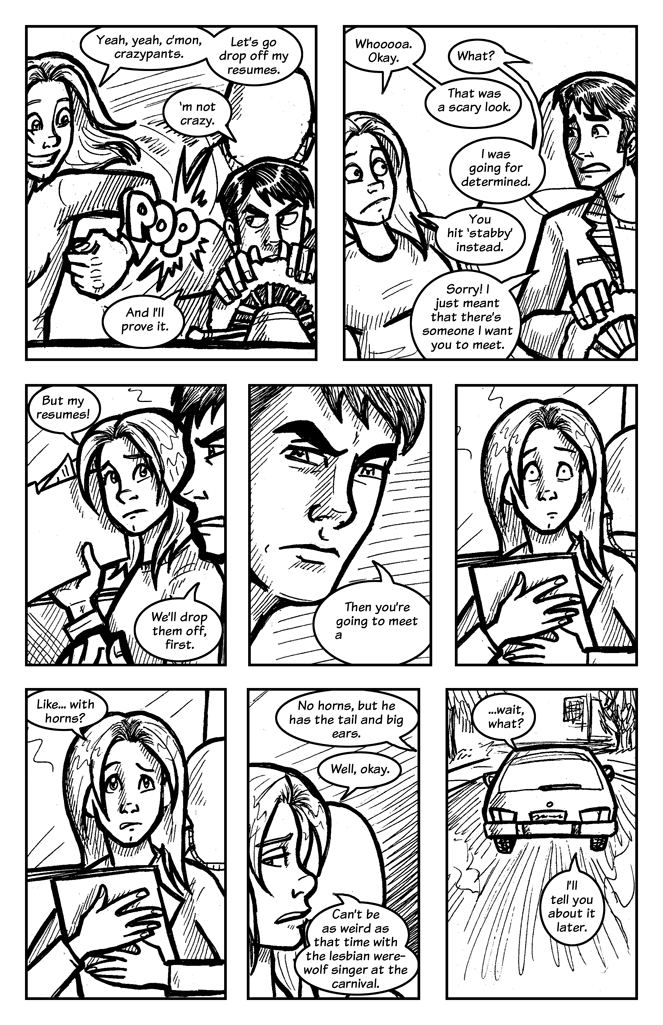 Yeah, yeah, c'mon,
crazypants.
Let's go
drop off my
resumes.
'm not
crazy.
POP
And I'll
prove it.
Whooooa.
Okay.
What?
That was
a scary look.
I was
going for
determined.
You
hit 'stabby'
instead.
Sorry! I
just meant
that there's
someone I want
you to meet.
But my
resumes!
We'll drop
them off,
first.
Then you're
going to meet
a
Like... with
horns?
No horns, but he
has the tail and big
ears.
Well, okay.
Can't be
as weird as
that time with
the lesbian were-
wolf singer at the
carnival.
...wait,
what?
I'll
tell you
about it
later.